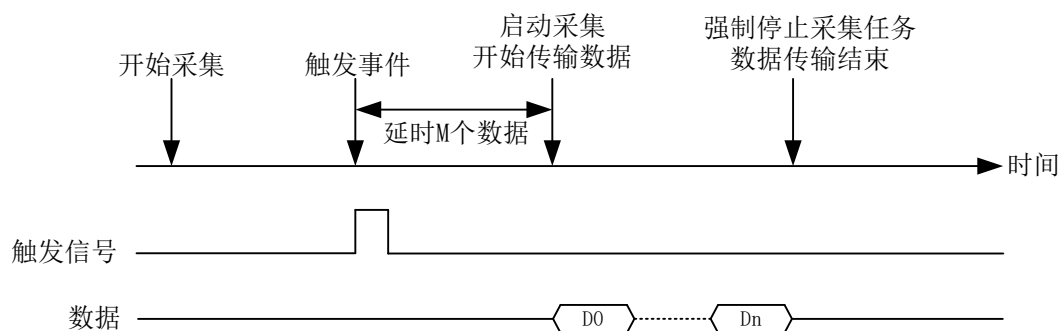 开始采集
触发事件
启动采集
开始传输数据
强制停止采集任务
数据传输结束
延时M个数据
时间
触发信号
数据
D0
Dn